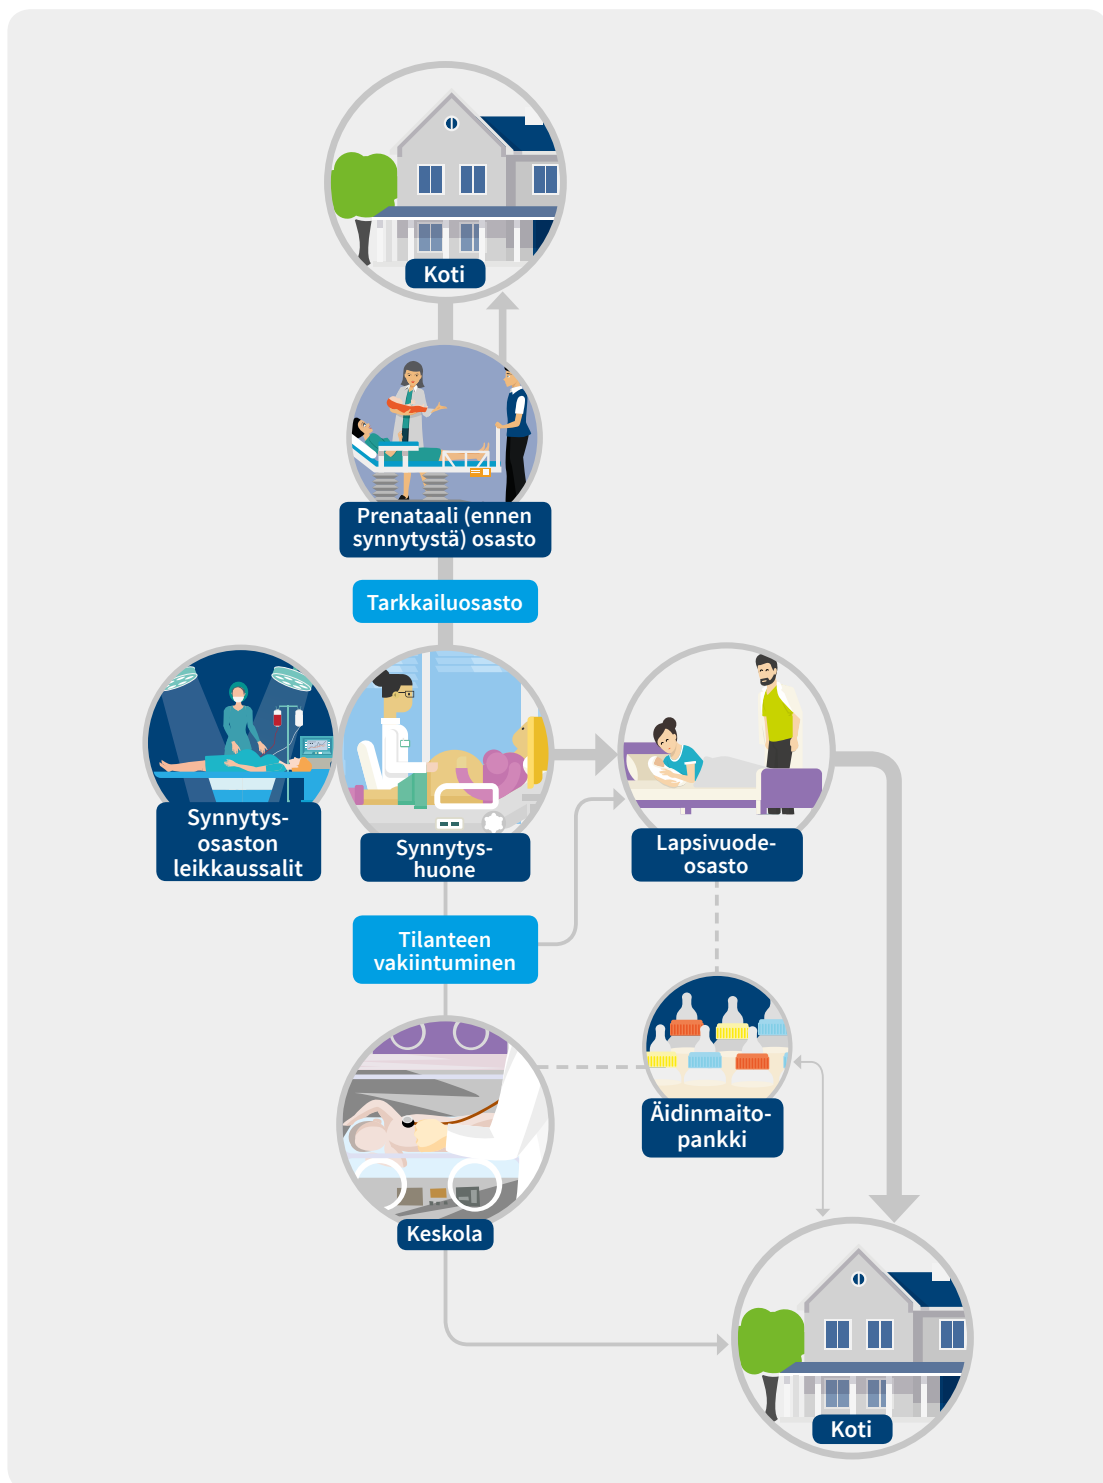 Koti
Prenataali (ennen
synnytystä) osasto
Tarkkailuosasto
Synnytys-
osaston
leikkaussalit
Synnytys-
huone
Lapsivuode-
osasto
Tilanteen
vakiintuminen
Äidinmaito-
pankki
Keskola
Koti